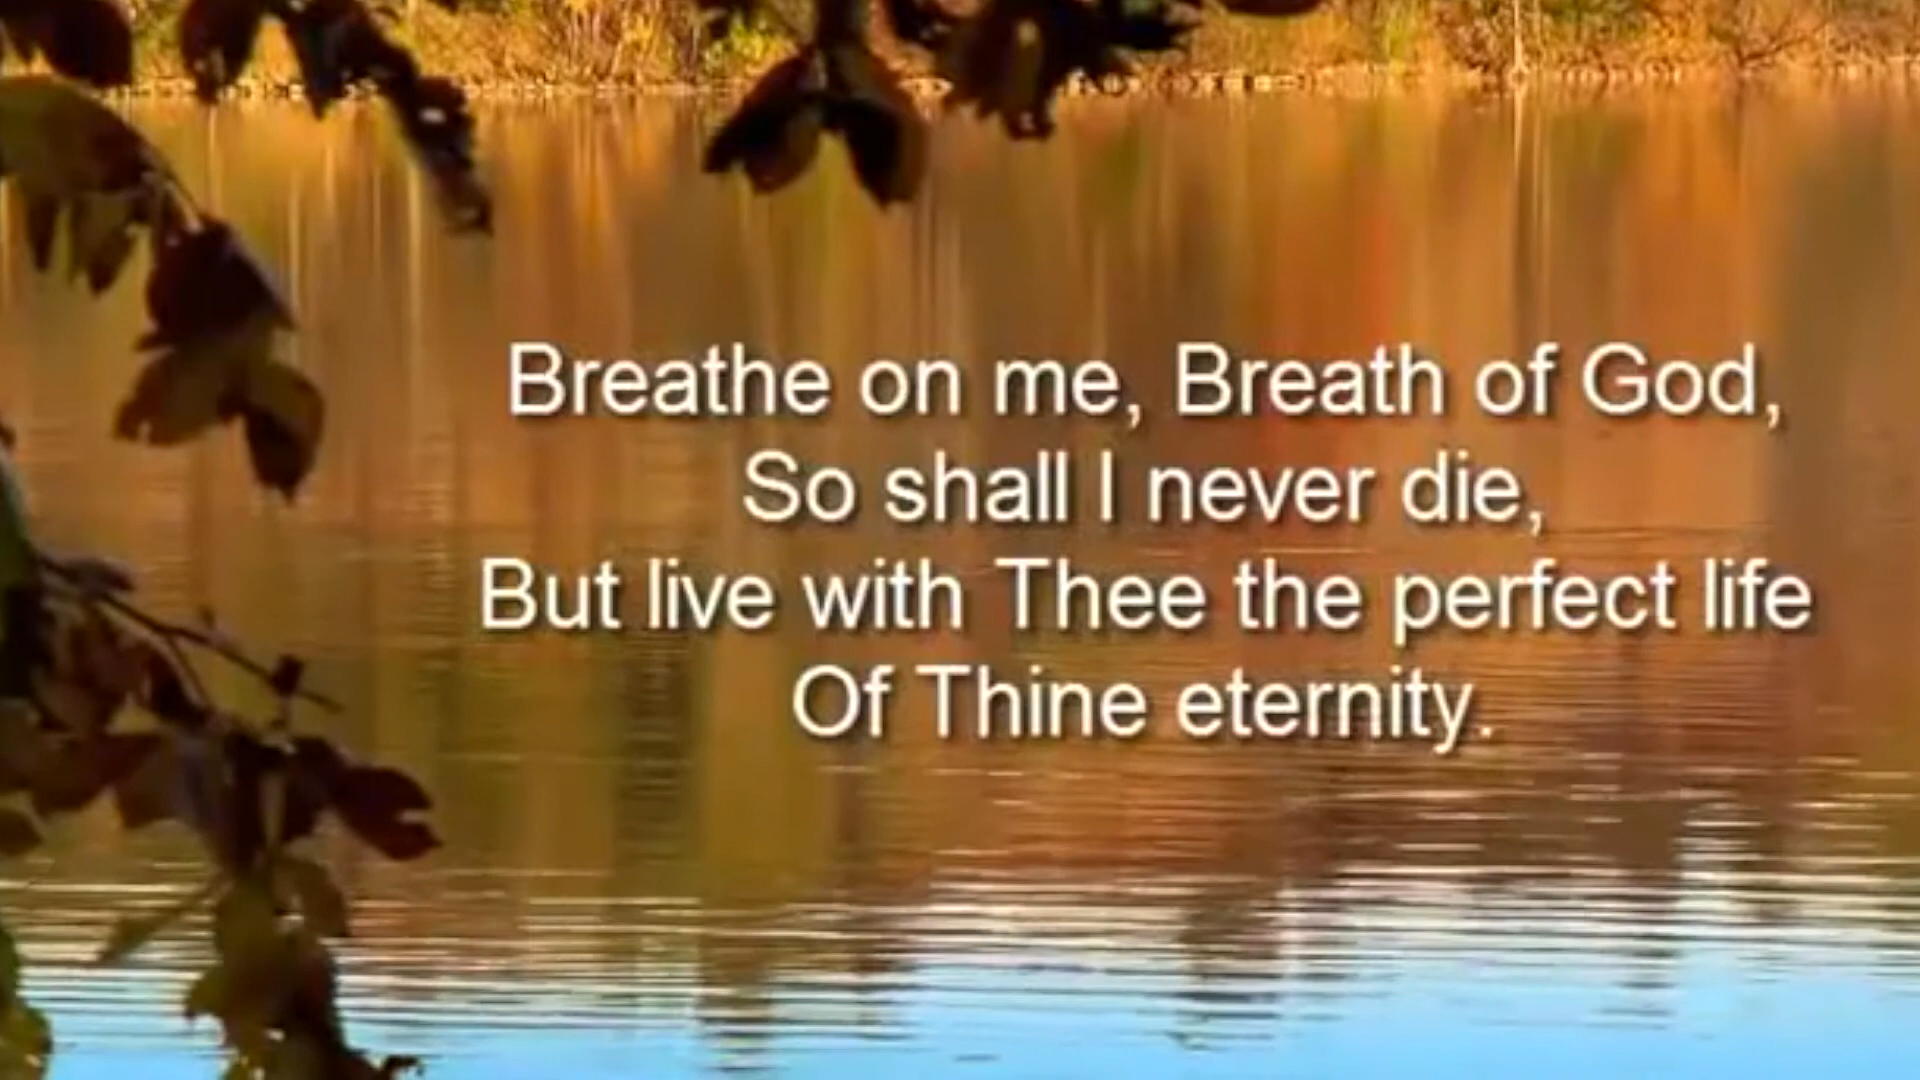 Breathe on me, Breath of God,
So shall I never die,
But live with Thee the perfect life
Of Thine eternity.